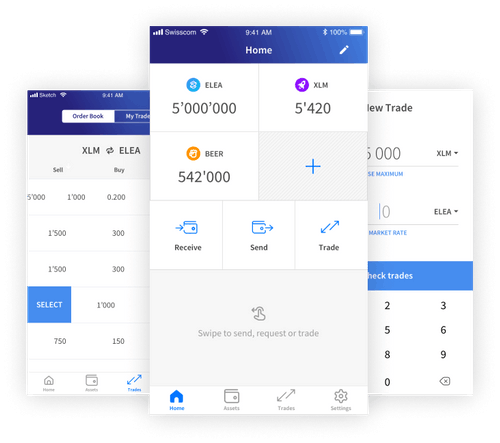 Swisscom
9:41 AM
100%
Home
ELEA
5'000'000
XLM
5'420
BEER
542'000
Receive
Send
Trade
Swipe to send, request or trade
Home
Assets
Trades
Settings
Sketch
9:41 AM
Order Book
My Trade
XLM ELEA
Sell
Buy
5'000
1'000
0.200
1'500
300
1'500
300
SELECT
1'000
750
150
Home
Assets
Trades
New Trade
5 000
XLM
SE MAXIMUM
0
ELEA
MARKET RATE
heck trades
2
3
5
6
8
9
0